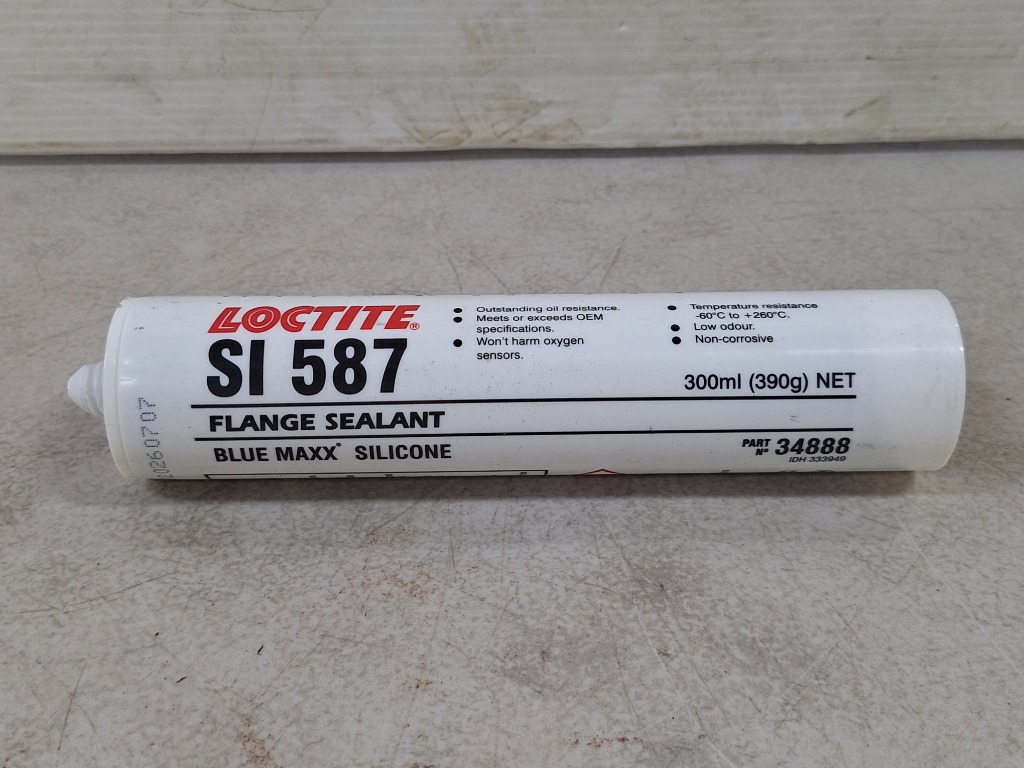 LOCTITE®
SI 587
• Outstanding oil resistance.
• Meets or exceeds OEM
specifications.
• Won't harm oxygen
sensors.
• Temperature resistance
-60°C to +260°C.
• Low odour.
• Non-corrosive
300ml (390g) NET
FLANGE SEALANT
BLUE MAXX® SILICONE
PART
Nº 34888
IDH 333949
20260707